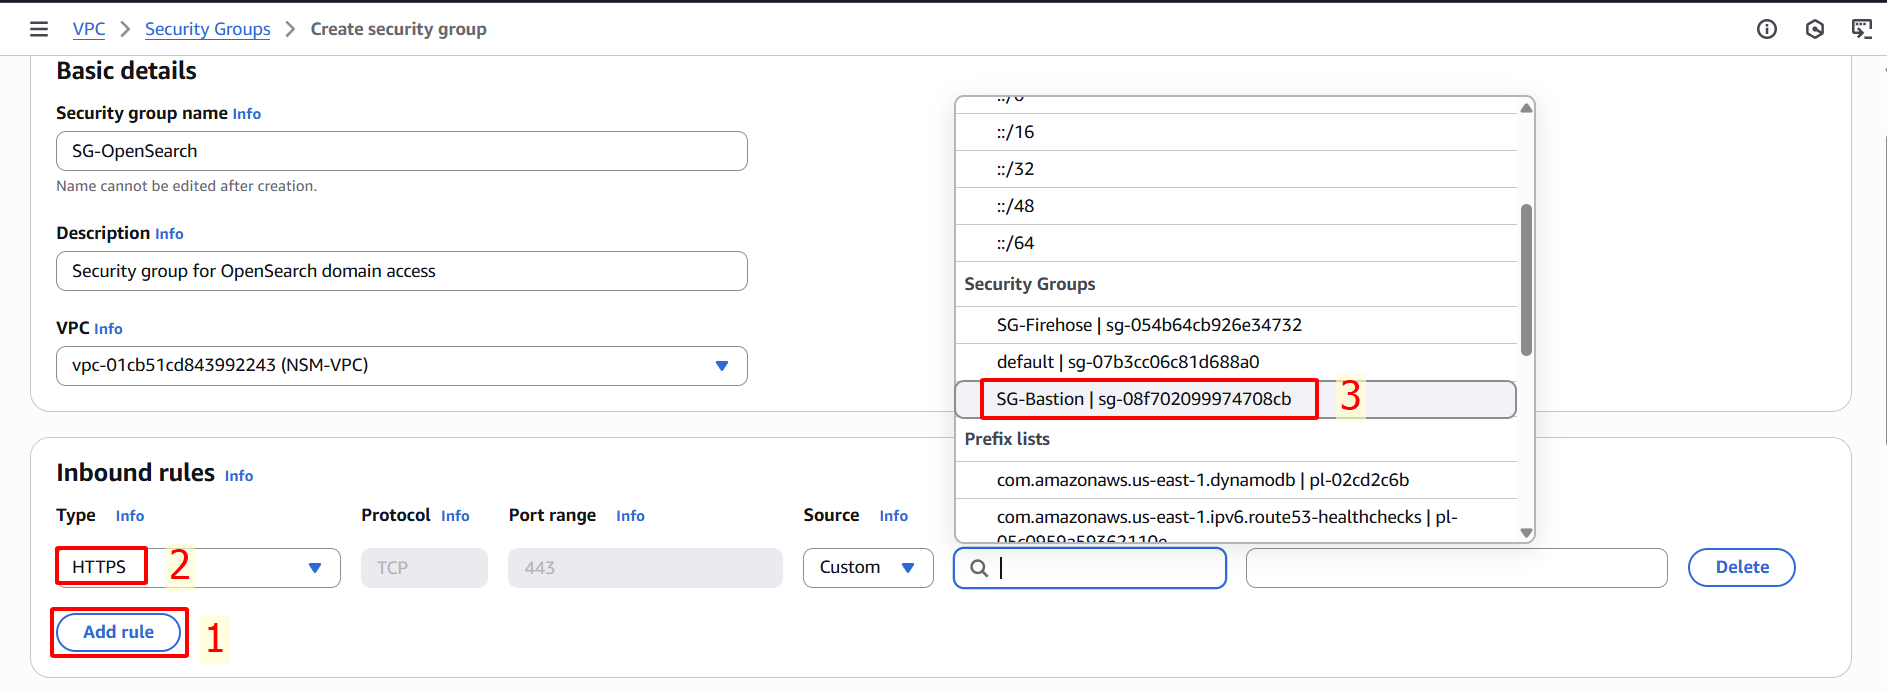 VPC > Security Groups > Create security group
Basic details
Security group name Info
SG-OpenSearch
Name cannot be edited after creation.
Description Info
Security group for OpenSearch domain access
VPC Info
vpc-01cb51cd843992243 (NSM-VPC)
::/16
::/32
::/48
::/64
Security Groups
SG-Firehose | sg-054b64cb926e34732
default | sg-07b3cc06c81d688a0
SG-Bastion | sg-08f702099974708cb 3
Prefix lists
com.amazonaws.us-east-1.dynamodb | pl-02cd2c6b
com.amazonaws.us-east-1.ipv6.route53-healthchecks | pl-
Inbound rules Info
Type Info Protocol Info Port range Info Source Info
HTTPS 2 TCP 443 Custom Delete
Add rule 1